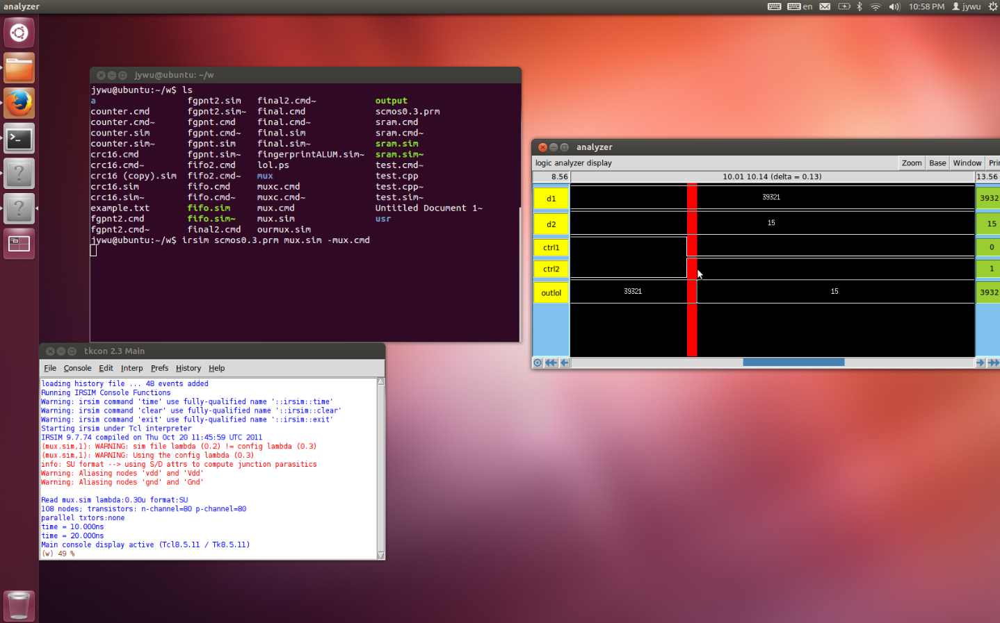 analyzer
en
10:58 PM
jywu
jywu@ubuntu: ~/w
jywu@ubuntu:~/w$ ls
a fgpnt2.sim final2.cmd~ output
counter.cmd fgpnt2.sim~ final.cmd scmos0.3.prm
counter.cmd~ fgpnt.cmd final.cmd~ sram.cmd
counter.sim fgpnt.cmd~ final.sim sram.cmd~
counter.sim~ fgpnt.sim final.sim~ sram.sim
crc16.cmd fgpnt.sim~ fingerprintALUM.sim~ sram.sim~
crc16.cmd~ fifo2.cmd lol.ps test.cmd~
crc16 (copy).sim fifo2.cmd~ mux test.cpp
crc16.sim fifo.cmd muxc.cmd test.cpp~
crc16.sim~ fifo.cmd~ muxc.cmd~ test.sim~
example.txt fifo.sim mux.cmd Untitled Document 1~
fgpnt2.cmd fifo.sim~ mux.sim usr
fgpnt2.cmd~ final2.cmd ourmux.sim
jywu@ubuntu:~/w$ irsim scmos0.3.prm mux.sim -mux.cmd
analyzer
logic analyzer display Zoom Base Window Prin
8.56 10.01 10.14 (delta = 0.13) 13.56
d1 39321 3932
d2 15 15
ctrl1 0
ctrl2 1
outlol 39321 15 3932
tkcon 2.3 Main
File Console Edit Interp Prefs History Help
loading history file ... 48 events added
Running IRSIM Console Functions
Warning: irsim command 'time' use fully-qualified name '::irsim::time'
Warning: irsim command 'clear' use fully-qualified name '::irsim::clear'
Warning: irsim command 'exit' use fully-qualified name '::irsim::exit'
Starting irsim under Tcl interpreter
IRSIM 9.7.74 compiled on Thu Oct 20 11:45:59 UTC 2011
(mux.sim,1): WARNING: sim file lambda (0.2) != config lambda (0.3)
(mux.sim,1): WARNING: Using the config lambda (0.3)
info: SU format --> using S/D attrs to compute junction parasitics
Warning: Aliasing nodes 'vdd' and 'Vdd'
Warning: Aliasing nodes 'gnd' and 'Gnd'
Read mux.sim lambda:0.30u format:SU
108 nodes; transistors: n-channel=80 p-channel=80
parallel txtors:none
time = 10.000ns
time = 20.000ns
Main console display active (Tcl8.5.11 / Tk8.5.11)
(w) 49 %